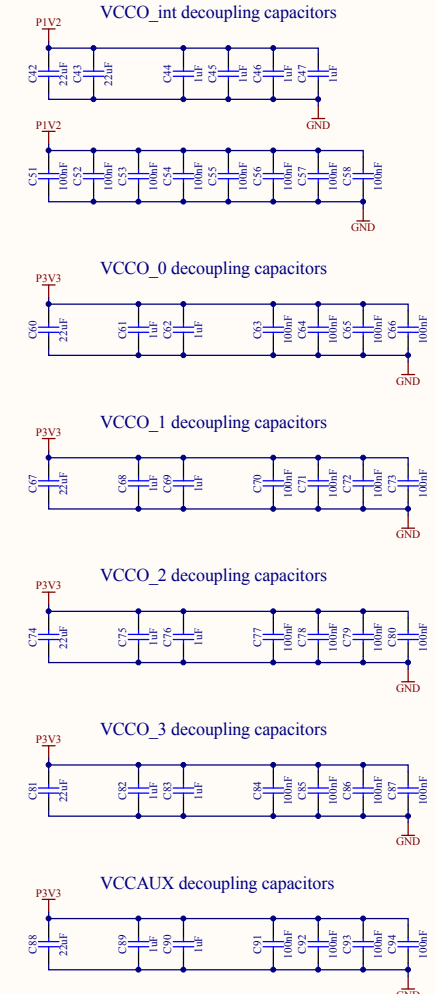 VCCO_int decoupling capacitors
P1V2
C42 22uF C43 22uF C44 1uF C45 1uF C46 1uF C47 1uF
GND
P1V2
C51 100nF C52 100nF C53 100nF C54 100nF C55 100nF C56 100nF C57 100nF C58 100nF
GND
VCCO_0 decoupling capacitors
P3V3
C60 22uF C61 1uF C62 1uF C63 100nF C64 100nF C65 100nF C66 100nF
GND
VCCO_1 decoupling capacitors
P3V3
C67 22uF C68 1uF C69 1uF C70 100nF C71 100nF C72 100nF C73 100nF
GND
VCCO_2 decoupling capacitors
P3V3
C74 22uF C75 1uF C76 1uF C77 100nF C78 100nF C79 100nF C80 100nF
GND
VCCO_3 decoupling capacitors
P3V3
C81 22uF C82 1uF C83 1uF C84 100nF C85 100nF C86 100nF C87 100nF
GND
VCCAUX decoupling capacitors
P3V3
C88 22uF C89 1uF C90 1uF C91 100nF C92 100nF C93 100nF C94 100nF
GND